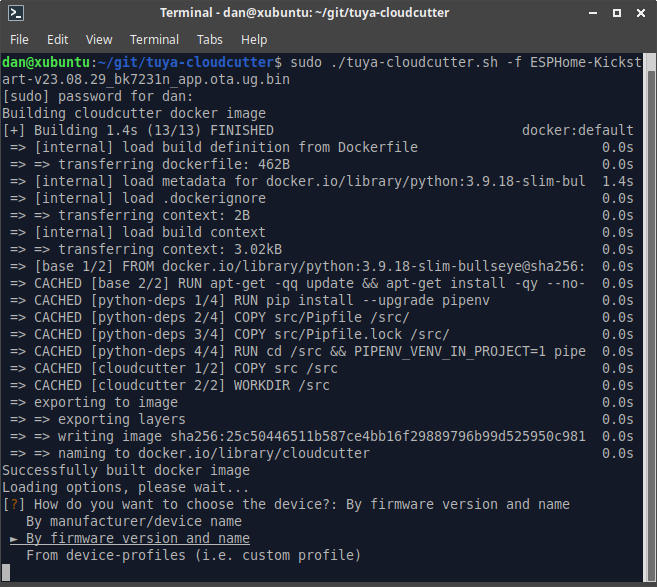 Terminal - dan@xubuntu: ~/git/tuya-cloudcutter
File Edit View Terminal Tabs Help
dan@xubuntu:~/git/tuya-cloudcutter$ sudo ./tuya-cloudcutter.sh -f ESPHome-Kickst
art-v23.08.29_bk7231n_app.ota.ug.bin
[sudo] password for dan:
Building cloudcutter docker image
[+] Building 1.4s (13/13) FINISHED docker:default
=> [internal] load build definition from Dockerfile 0.0s
=> => transferring dockerfile: 462B 0.0s
=> [internal] load metadata for docker.io/library/python:3.9.18-slim-bul 1.4s
=> [internal] load .dockerignore 0.0s
=> => transferring context: 2B 0.0s
=> [internal] load build context 0.0s
=> => transferring context: 3.02kB 0.0s
=> [base 1/2] FROM docker.io/library/python:3.9.18-slim-bullseye@sha256: 0.0s
=> CACHED [base 2/2] RUN apt-get -qq update && apt-get install -qy --no- 0.0s
=> CACHED [python-deps 1/4] RUN pip install --upgrade pipenv 0.0s
=> CACHED [python-deps 2/4] COPY src/Pipfile /src/ 0.0s
=> CACHED [python-deps 3/4] COPY src/Pipfile.lock /src/ 0.0s
=> CACHED [python-deps 4/4] RUN cd /src && PIPENV_VENV_IN_PROJECT=1 pipe 0.0s
=> CACHED [cloudcutter 1/2] COPY src /src 0.0s
=> CACHED [cloudcutter 2/2] WORKDIR /src 0.0s
=> exporting to image 0.0s
=> => exporting layers 0.0s
=> => writing image sha256:25c50446511b587ce4bb16f29889796b99d525950c981 0.0s
=> => naming to docker.io/library/cloudcutter 0.0s
Successfully built docker image
Loading options, please wait...
[?] How do you want to choose the device?: By firmware version and name
By manufacturer/device name
► By firmware version and name
From device-profiles (i.e. custom profile)